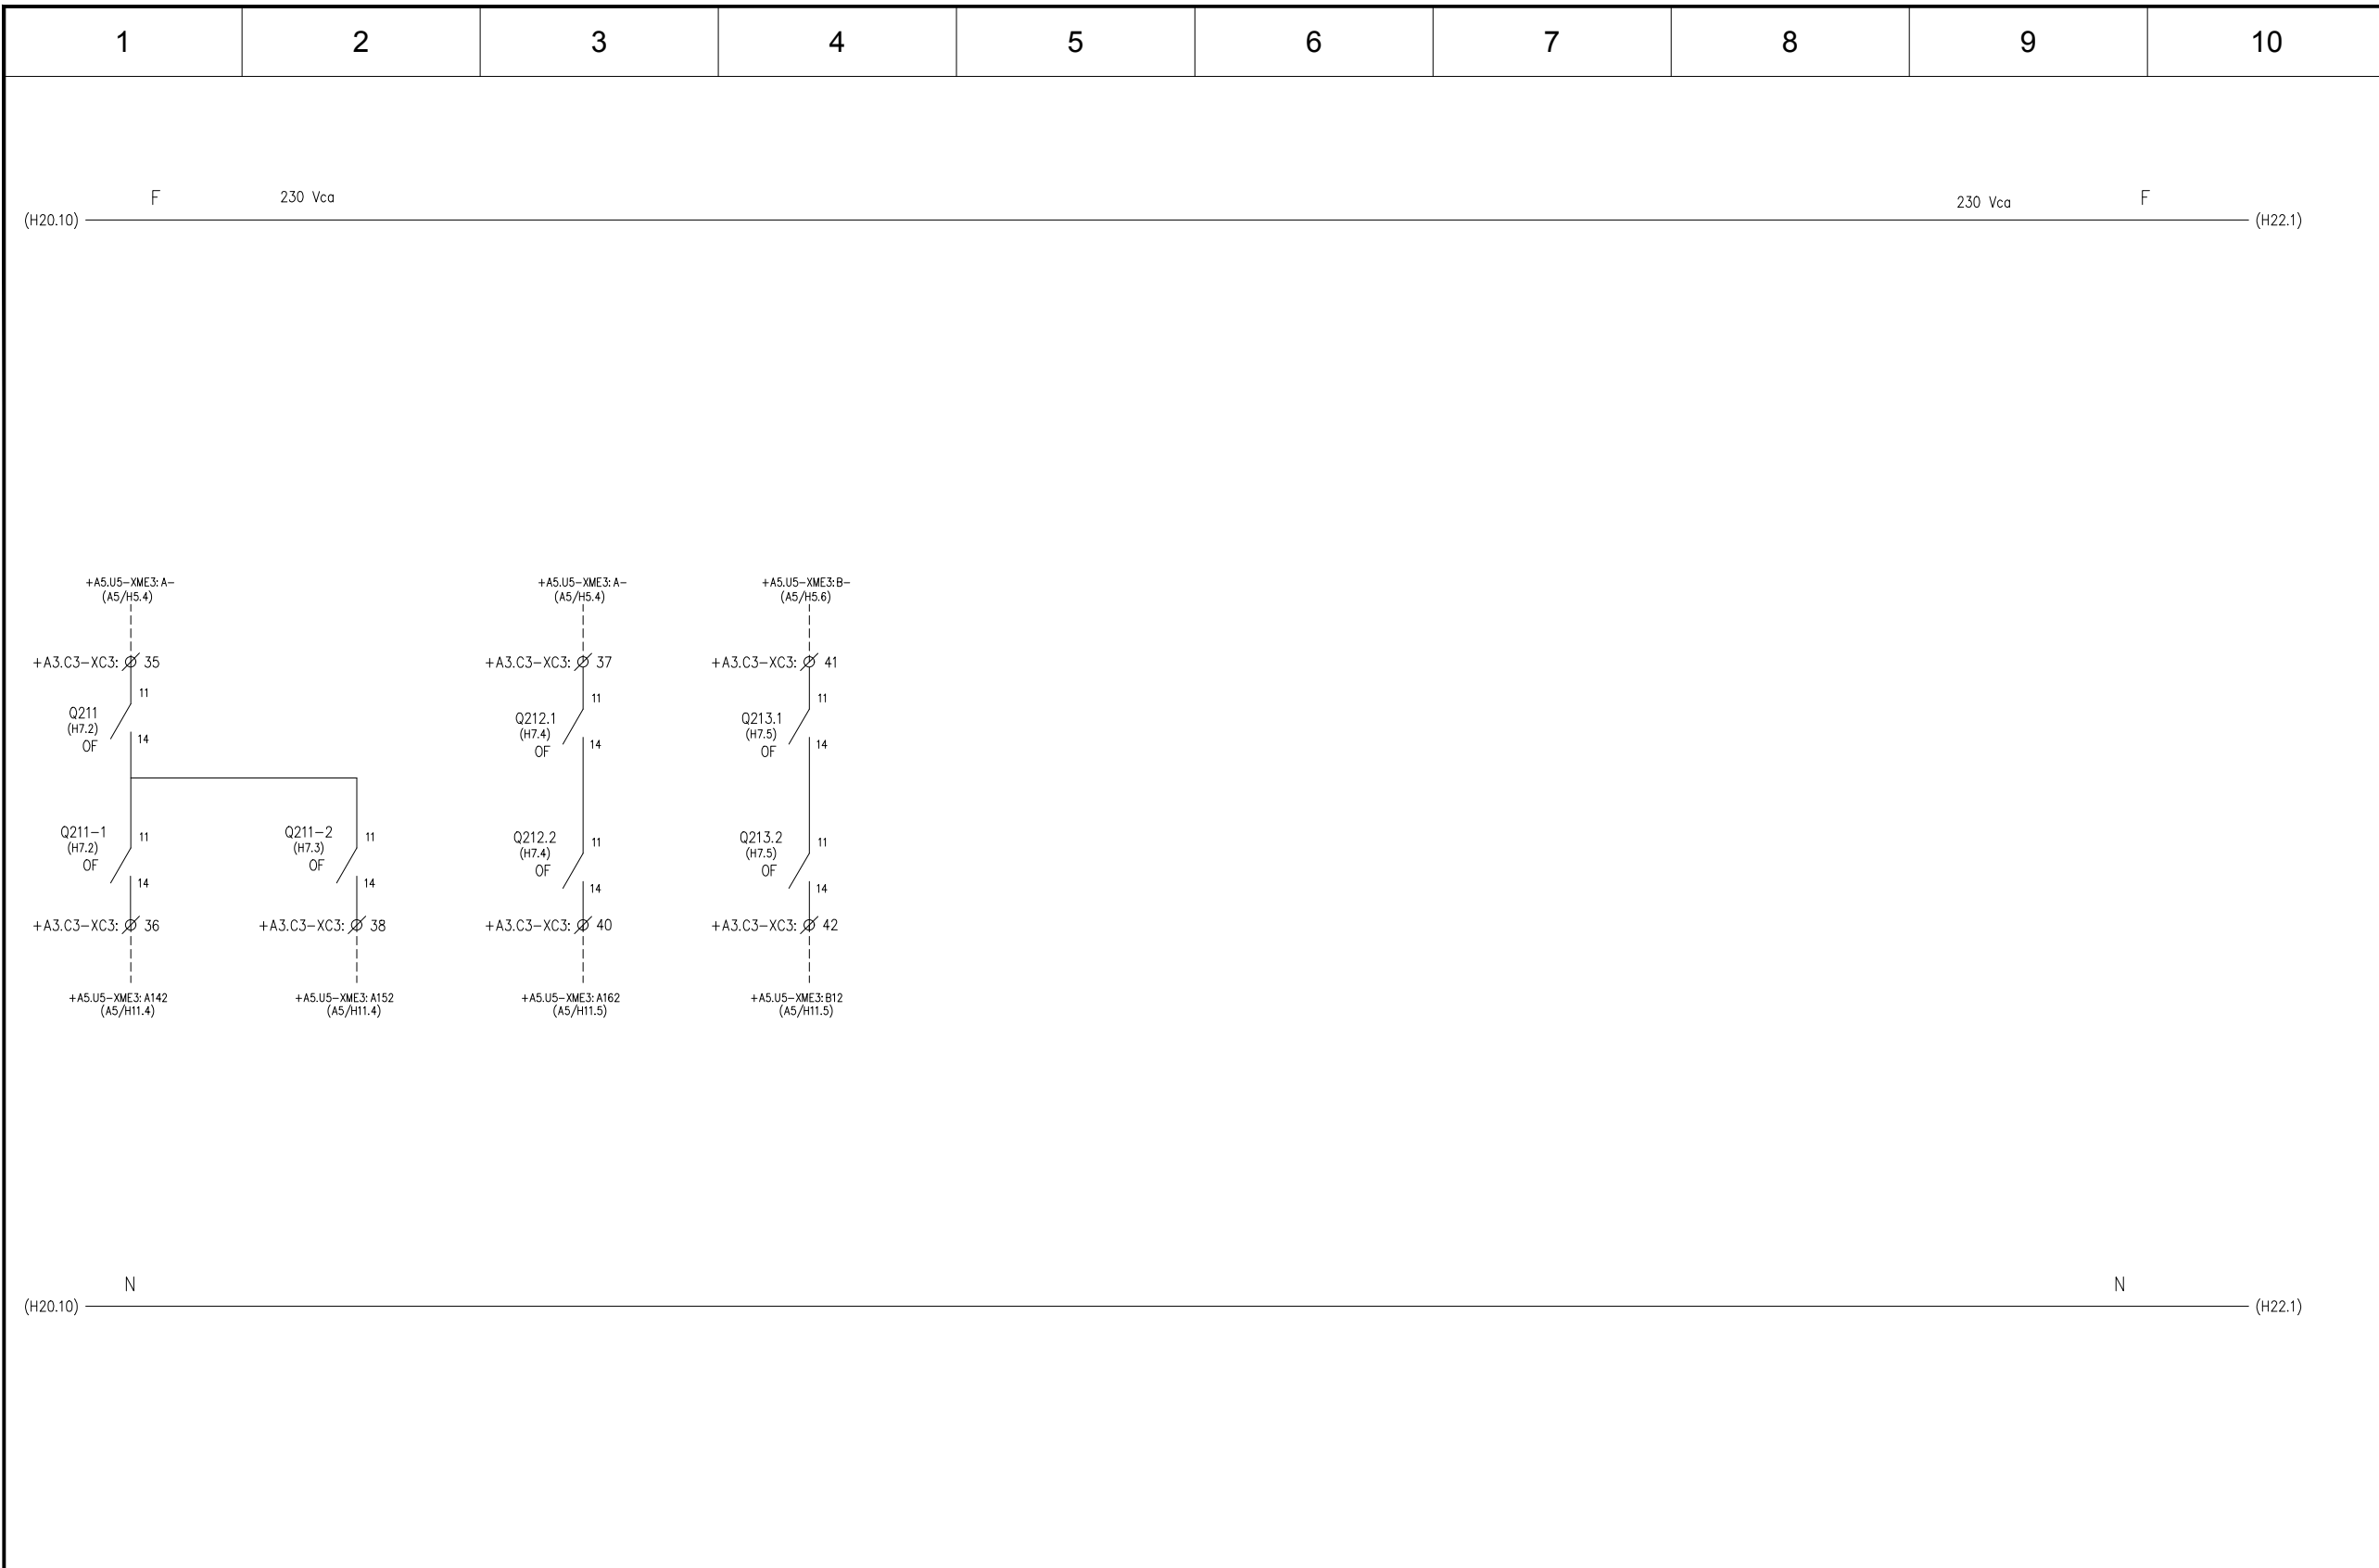 1 2 3 4 5 6 7 8 9 10
F 230 Vca 230 Vca F
(H20.10) (H22.1)
+A5.U5-XME3:A- +A5.U5-XME3:A- +A5.U5-XME3:B-
(A5/H5.4) (A5/H5.4) (A5/H5.6)
+A3.C3-XC3: 35 +A3.C3-XC3: 37 +A3.C3-XC3: 41
11 11 11
Q211 Q212.1 Q213.1
(H7.2) (H7.4) (H7.5)
OF 14 OF 14 OF 14
Q211-1 11 Q211-2 11 Q212.2 11 Q213.2 11
(H7.2) (H7.3) (H7.4) (H7.5)
OF OF OF OF
14 14 14 14
+A3.C3-XC3: 36 +A3.C3-XC3: 38 +A3.C3-XC3: 40 +A3.C3-XC3: 42
+A5.U5-XME3:A142 +A5.U5-XME3:A152 +A5.U5-XME3:A162 +A5.U5-XME3:B12
(A5/H11.4) (A5/H11.4) (A5/H11.5) (A5/H11.5)
N N
(H20.10) (H22.1)